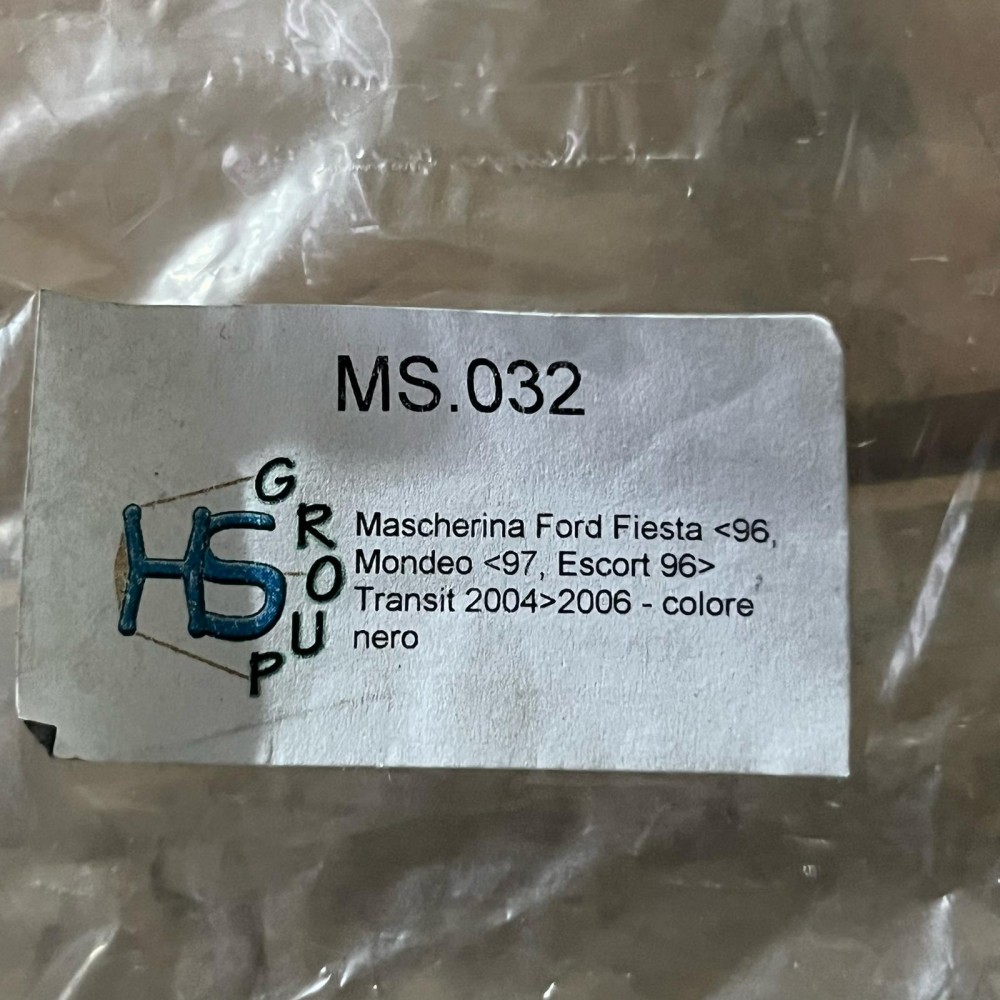 MS.032
HS GROUP
Mascherina Ford Fiesta <96,
Mondeo <97, Escort 96>
Transit 2004>2006 - colore
nero